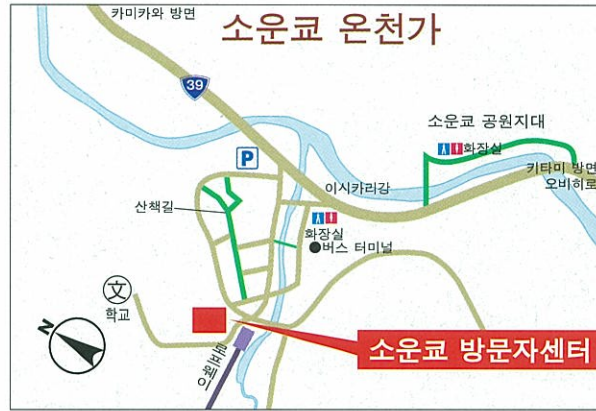 카미카와 방면
소운쿄 온천가
39
소운쿄 공원지대
화장실
P
키타미 방면
오비히로
이시카리강
산책길
화장실
버스 터미널
文
학교
N
로프웨이
소운쿄 방문자센터